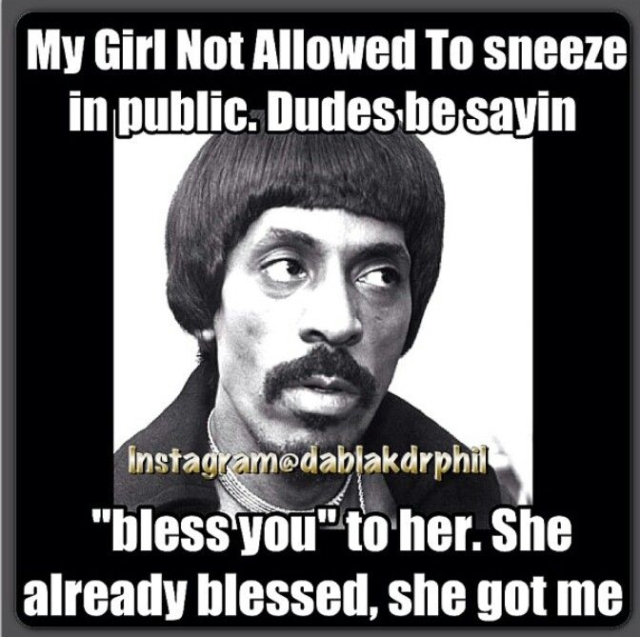 My Girl Not Allowed To sneeze
in public. Dudes be sayin
Instagram@dablakdrphil
"bless you" to her. She
already blessed, she got me